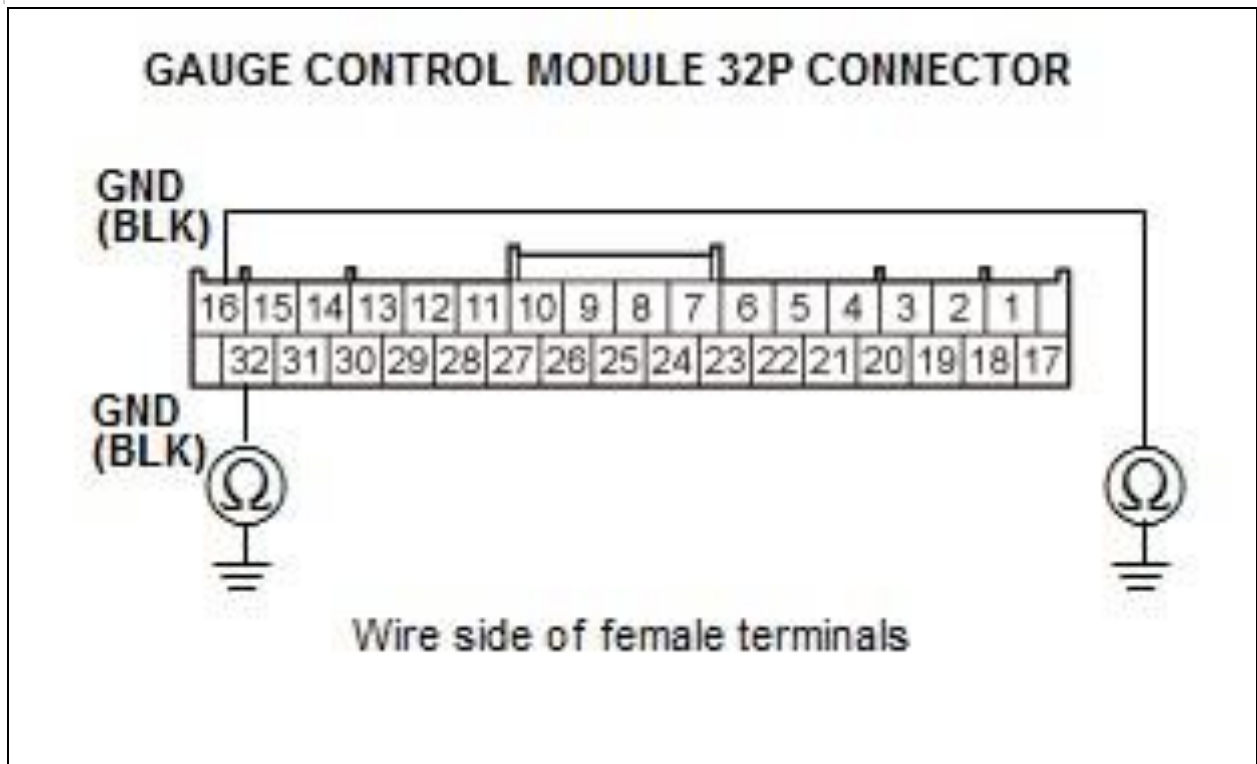 GAUGE CONTROL MODULE 32P CONNECTOR
GND
(BLK)
16 15 14 13 12 11 10 9 8 7 6 5 4 3 2 1
32 31 30 29 28 27 26 25 24 23 22 21 20 19 18 17
GND
(BLK)
Ω Ω
Wire side of female terminals